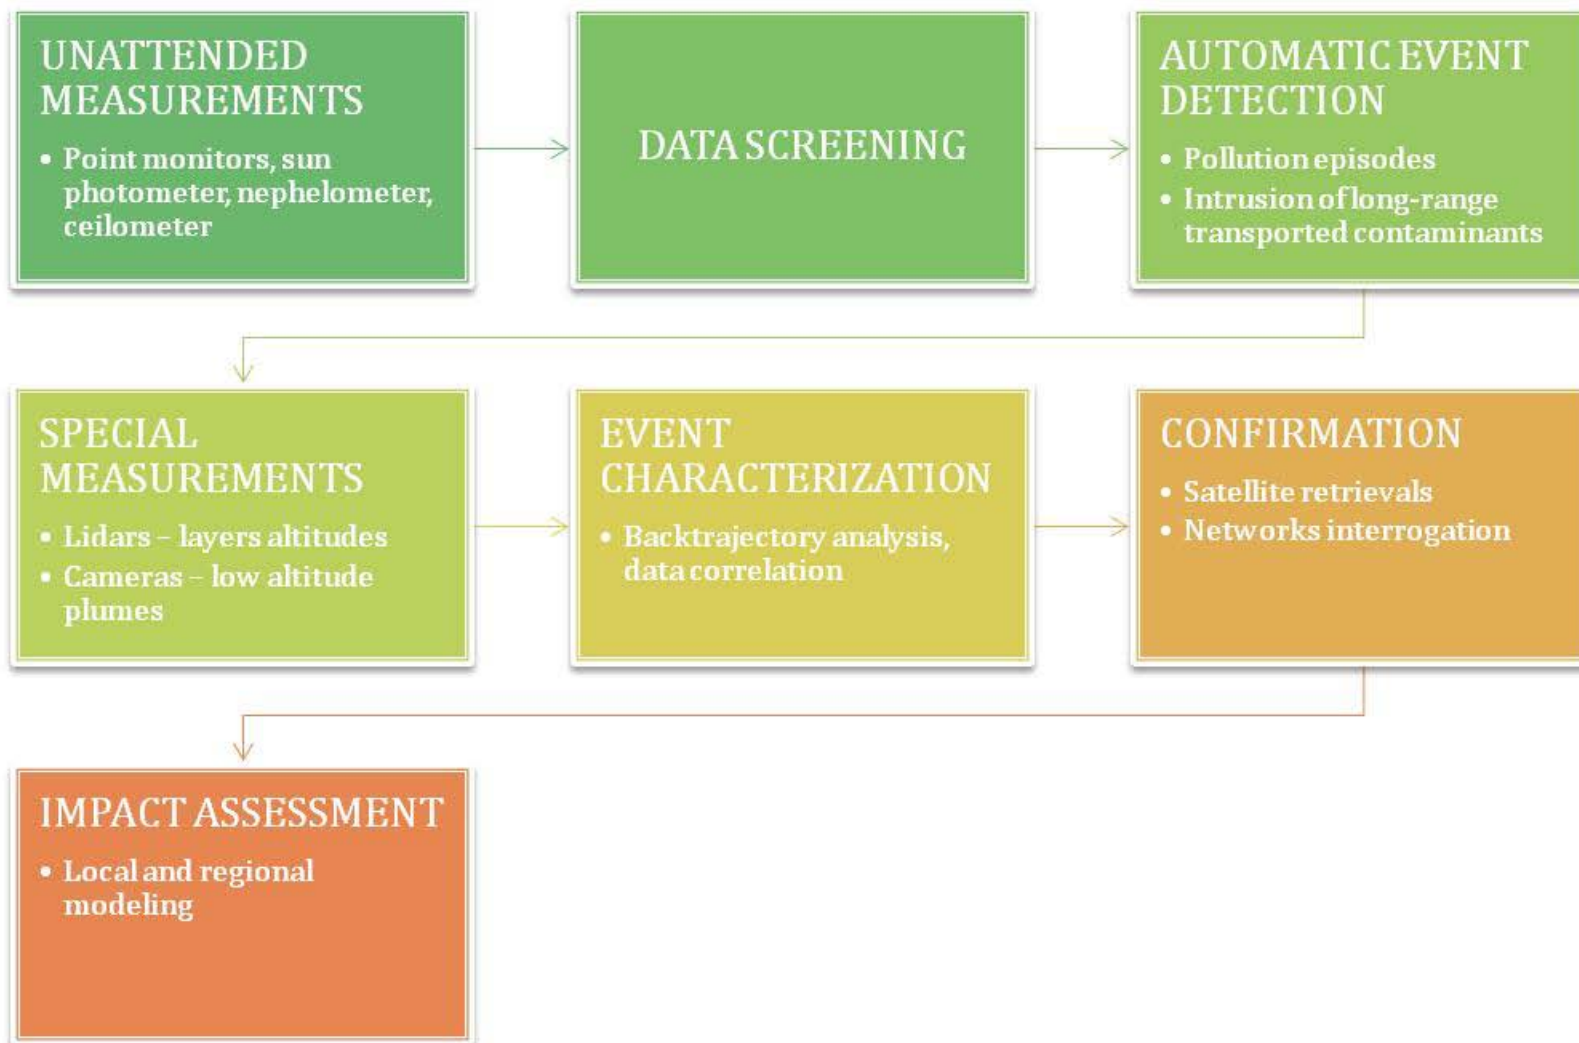 UNATTENDED
MEASUREMENTS
• Point monitors, sun
photometer, nephelometer,
ceilometer
DATA SCREENING
AUTOMATIC EVENT
DETECTION
• Pollution episodes
• Intrusion of long-range
transported contaminants
SPECIAL
MEASUREMENTS
• Lidars – layers altitudes
• Cameras – low altitude
plumes
EVENT
CHARACTERIZATION
• Backtrajectory analysis,
data correlation
CONFIRMATION
• Satellite retrievals
• Networks interrogation
IMPACT ASSESSMENT
• Local and regional
modeling